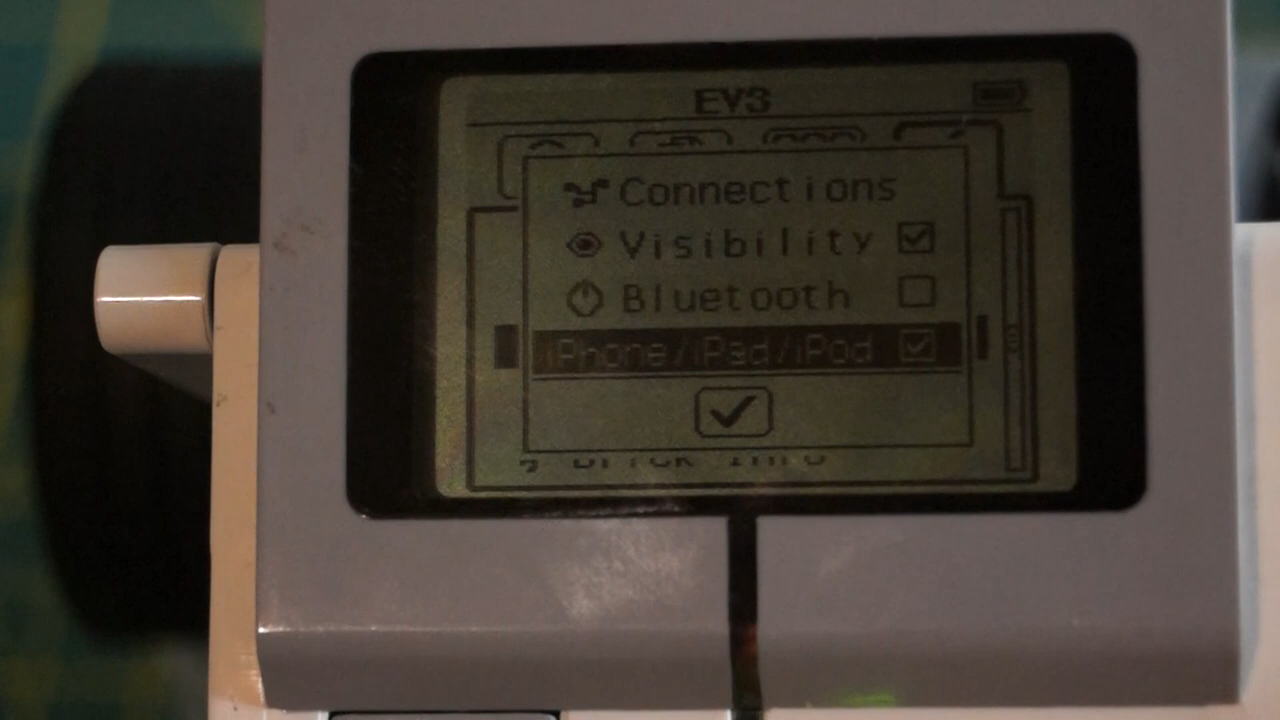 EV3
Connections
Visibility
Bluetooth
iPhone/iPad/iPod